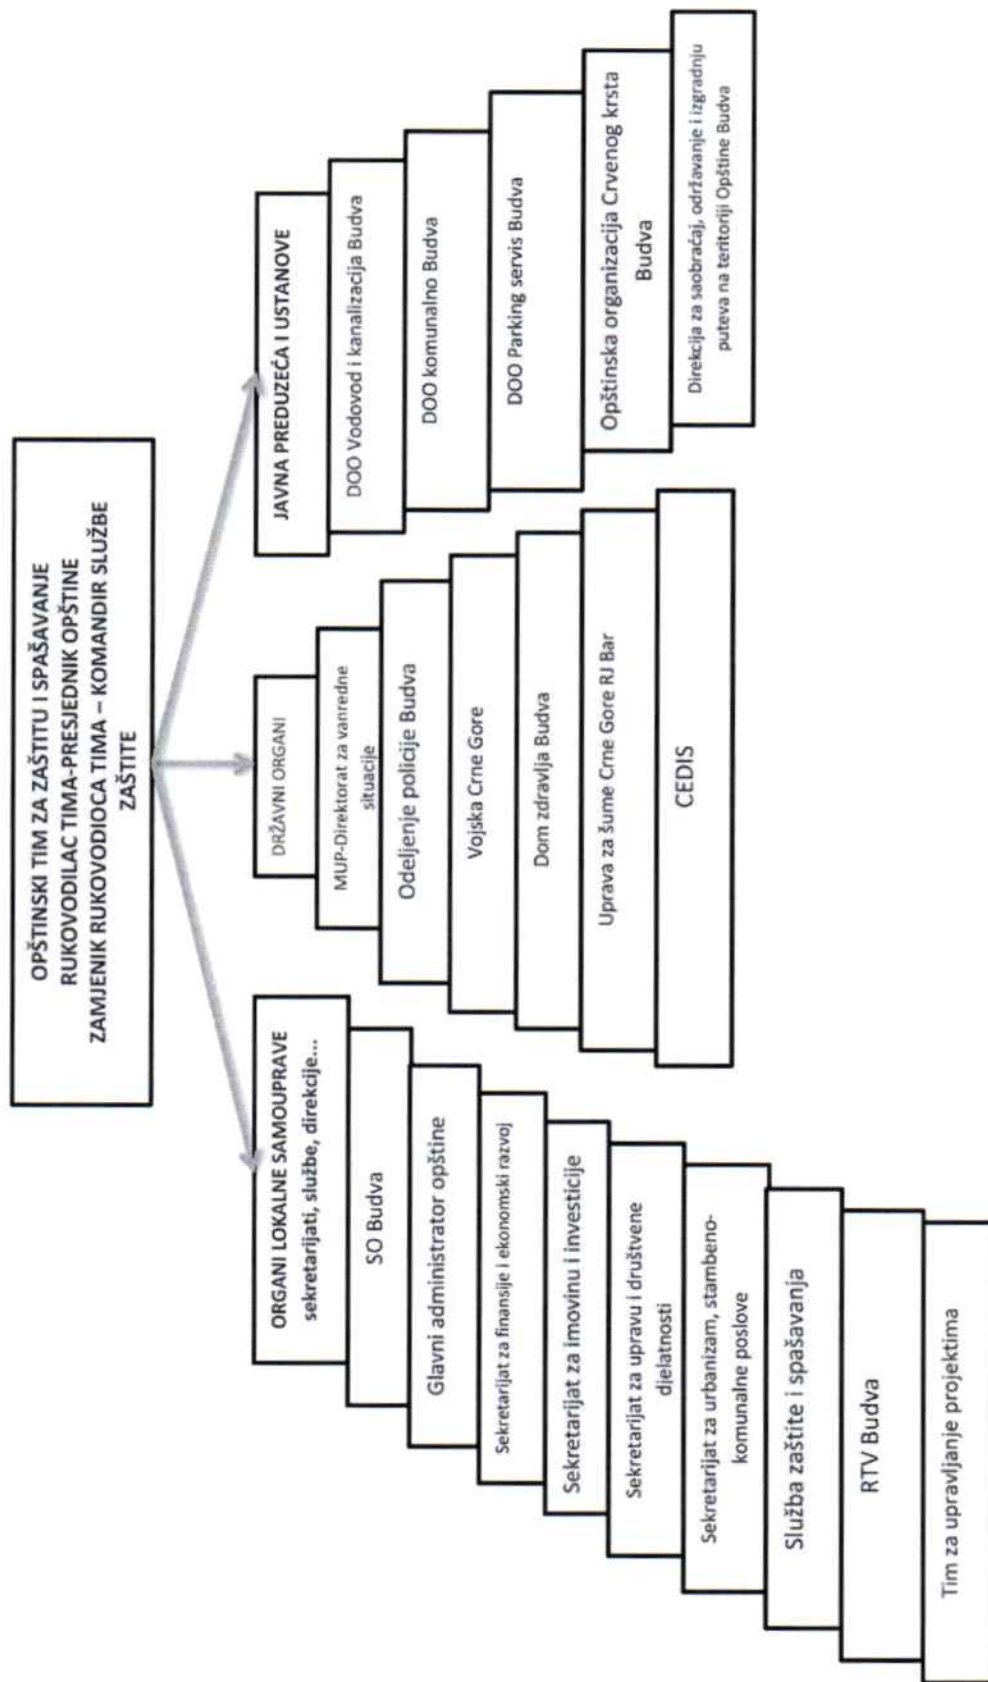 OPŠTINSKI TIM ZA ZAŠTITU I SPAŠAVANJE
RUKOVODILAC TIMA-PRESJEDNIK OPŠTINE
ZAMJENIK RUKOVODIOCA TIMA – KOMANDIR SLUŽBE
ZAŠTITE
ORGANI LOKALNE SAMOUPRAVE
sekretarijati, službe, direkcije...
SO Budva
Glavni administrator opštine
Sekretarijat za finansije i ekonomski razvoj
Sekretarijat za imovinu i investicije
Sekretarijat za upravu i društvene
djelatnosti
Sekretarijat za urbanizam, stambeno-
komunalne poslove
Služba zaštite i spašavanja
RTV Budva
Tim za upravljanje projektima
DRŽAVNI ORGANI
MUP-Direktorat za vanredne
situacije
Odeljenje policije Budva
Vojska Crne Gore
Dom zdravlja Budva
Uprava za šume Crne Gore RJ Bar
CEDIS
JAVNA PREDUZEĆA I USTANOVE
DOO Vodovod i kanalizacija Budva
DOO komunalno Budva
DOO Parking servis Budva
Opštinska organizacija Crvenog krsta
Budva
Direkcija za saobraćaj, održavanje i izgradnju
puteva na teritoriji Opštine Budva